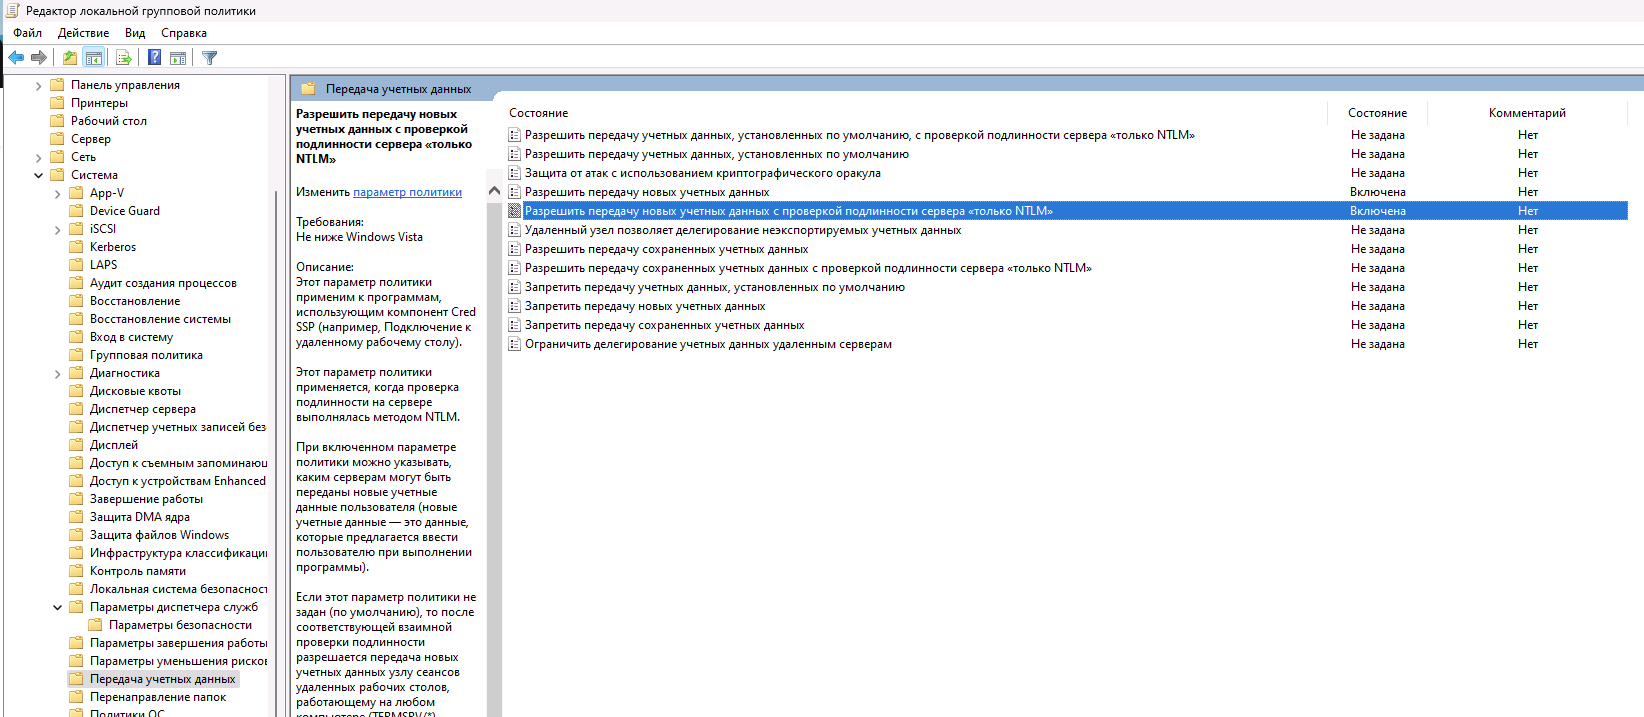 Редактор локальной групповой политики
Файл Действие Вид Справка
Панель управления
Принтеры
Рабочий стол
Сервер
Сеть
Система
App-V
Device Guard
iSCSI
Kerberos
LAPS
Аудит создания процессов
Восстановление
Восстановление системы
Вход в систему
Групповая политика
Диагностика
Дисковые квоты
Диспетчер сервера
Диспетчер учетных записей без
Дисплей
Доступ к съемным запоминающ
Доступ к устройствам Enhanced
Завершение работы
Защита DMA ядра
Защита файлов Windows
Инфраструктура классификаци
Контроль памяти
Локальная система безопасност
Параметры диспетчера служб
Параметры безопасности
Параметры завершения работы
Параметры уменьшения рисков
Передача учетных данных
Перенаправление папок
Политики ОС
Передача учетных данных
Разрешить передачу новых
учетных данных с проверкой
подлинности сервера «только
NTLM»
Изменить параметр политики
Требования:
Не ниже Windows Vista
Описание:
Этот параметр политики
применим к программам,
использующим компонент Cred
SSP (например, Подключение к
удаленному рабочему столу).
Этот параметр политики
применяется, когда проверка
подлинности на сервере
выполнялась методом NTLM.
При включенном параметре
политики можно указывать,
каким серверам могут быть
переданы новые учетные
данные пользователя (новые
учетные данные — это данные,
которые предлагается ввести
пользователю при выполнении
программы).
Если этот параметр политики не
задан (по умолчанию), то после
соответствующей взаимной
проверки подлинности
разрешается передача новых
учетных данных узлу сеансов
удаленных рабочих столов,
работающему на любом
компьютере (TERMSRV/*)
Состояние Состояние Комментарий
Разрешить передачу учетных данных, установленных по умолчанию, с проверкой подлинности сервера «только NTLM» Не задана Нет
Разрешить передачу учетных данных, установленных по умолчанию Не задана Нет
Защита от атак с использованием криптографического оракула Не задана Нет
Разрешить передачу новых учетных данных Включена Нет
Разрешить передачу новых учетных данных с проверкой подлинности сервера «только NTLM» Включена Нет
Удаленный узел позволяет делегирование неэкспортируемых учетных данных Не задана Нет
Разрешить передачу сохраненных учетных данных Не задана Нет
Разрешить передачу сохраненных учетных данных с проверкой подлинности сервера «только NTLM» Не задана Нет
Запретить передачу учетных данных, установленных по умолчанию Не задана Нет
Запретить передачу новых учетных данных Не задана Нет
Запретить передачу сохраненных учетных данных Не задана Нет
Ограничить делегирование учетных данных удаленным серверам Не задана Нет